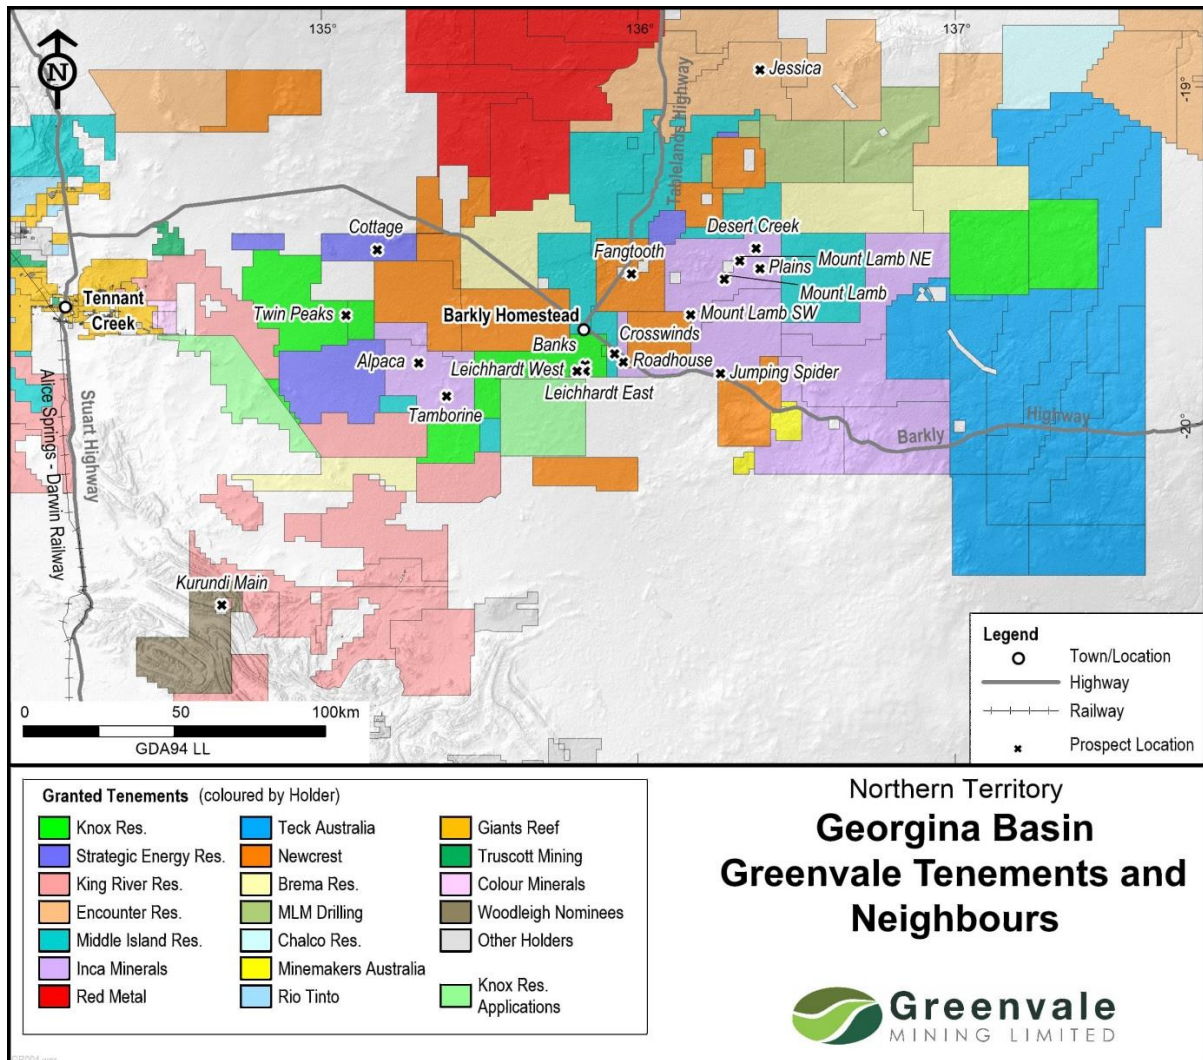 135°
136°
137°
N
Jessica
-19°
Tablelands Highway
Cottage
Desert Creek
Fangtooth
Mount Lamb NE
Plains
Mount Lamb
Tennant
Creek
Twin Peaks
Barkly Homestead
Mount Lamb SW
Banks
Crosswinds
Alpaca
Leichhardt West
Roadhouse
Jumping Spider
Leichhardt East
Tamborine
Alice Springs - Darwin Railway
Stuart Highway
Barkly
Highway
-20°
Kurundi Main
0 50 100km
GDA94 LL
Legend
Town/Location
Highway
Railway
Prospect Location
Granted Tenements (coloured by Holder)
Knox Res.
Strategic Energy Res.
King River Res.
Encounter Res.
Middle Island Res.
Inca Minerals
Red Metal
Teck Australia
Newcrest
Brema Res.
MLM Drilling
Chalco Res.
Minemakers Australia
Rio Tinto
Giants Reef
Truscott Mining
Colour Minerals
Woodleigh Nominees
Other Holders
Knox Res.
Applications
Northern Territory
Georgina Basin
Greenvale Tenements and
Neighbours
Greenvale
MINING LIMITED